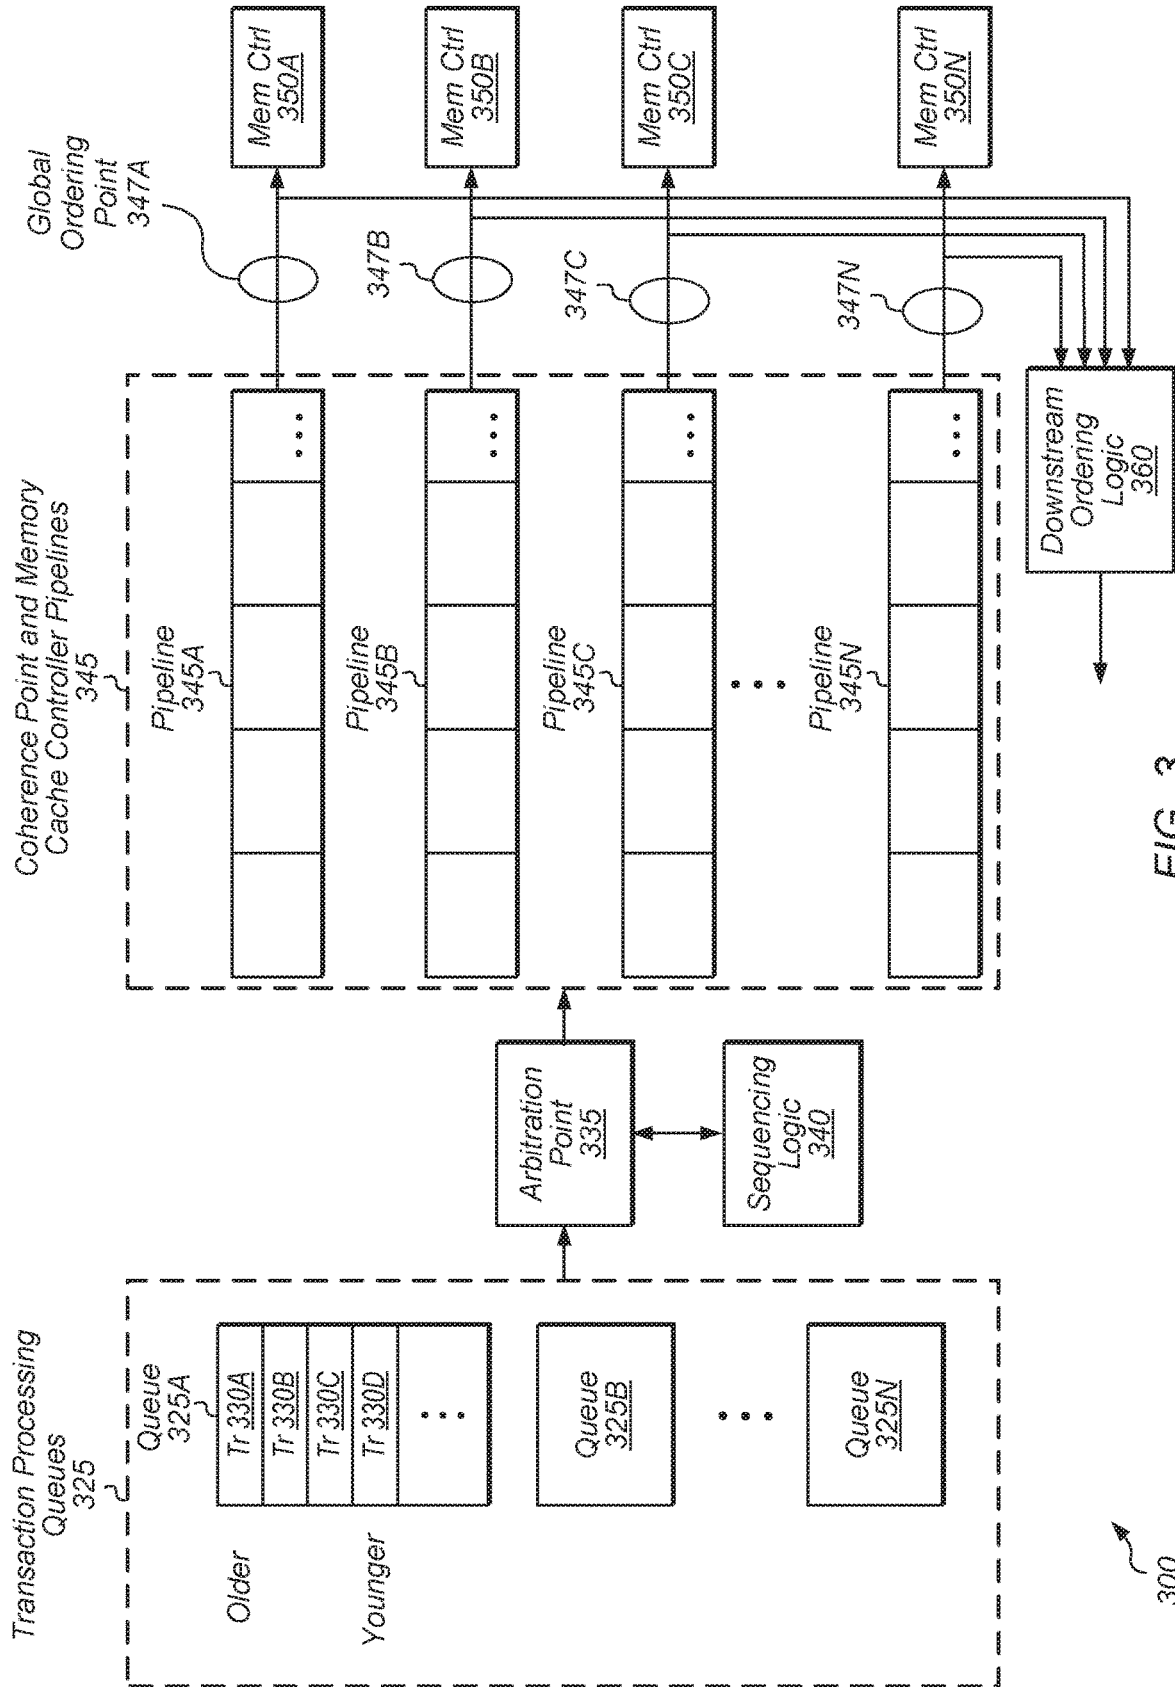 Transaction Processing
Queues
325
Older
Younger
Queue
325A
Tr 330A
Tr 330B
Tr 330C
Tr 330D
Queue
325B
Queue
325N
Arbitration
Point
335
Sequencing
Logic
340
Coherence Point and Memory
Cache Controller Pipelines
345
Pipeline
345A
Pipeline
345B
Pipeline
345C
Pipeline
345N
Global
Ordering
Point
347A
347B
347C
347N
Mem Ctrl
350A
Mem Ctrl
350B
Mem Ctrl
350C
Mem Ctrl
350N
Downstream
Ordering
Logic
360
300
FIG. 3